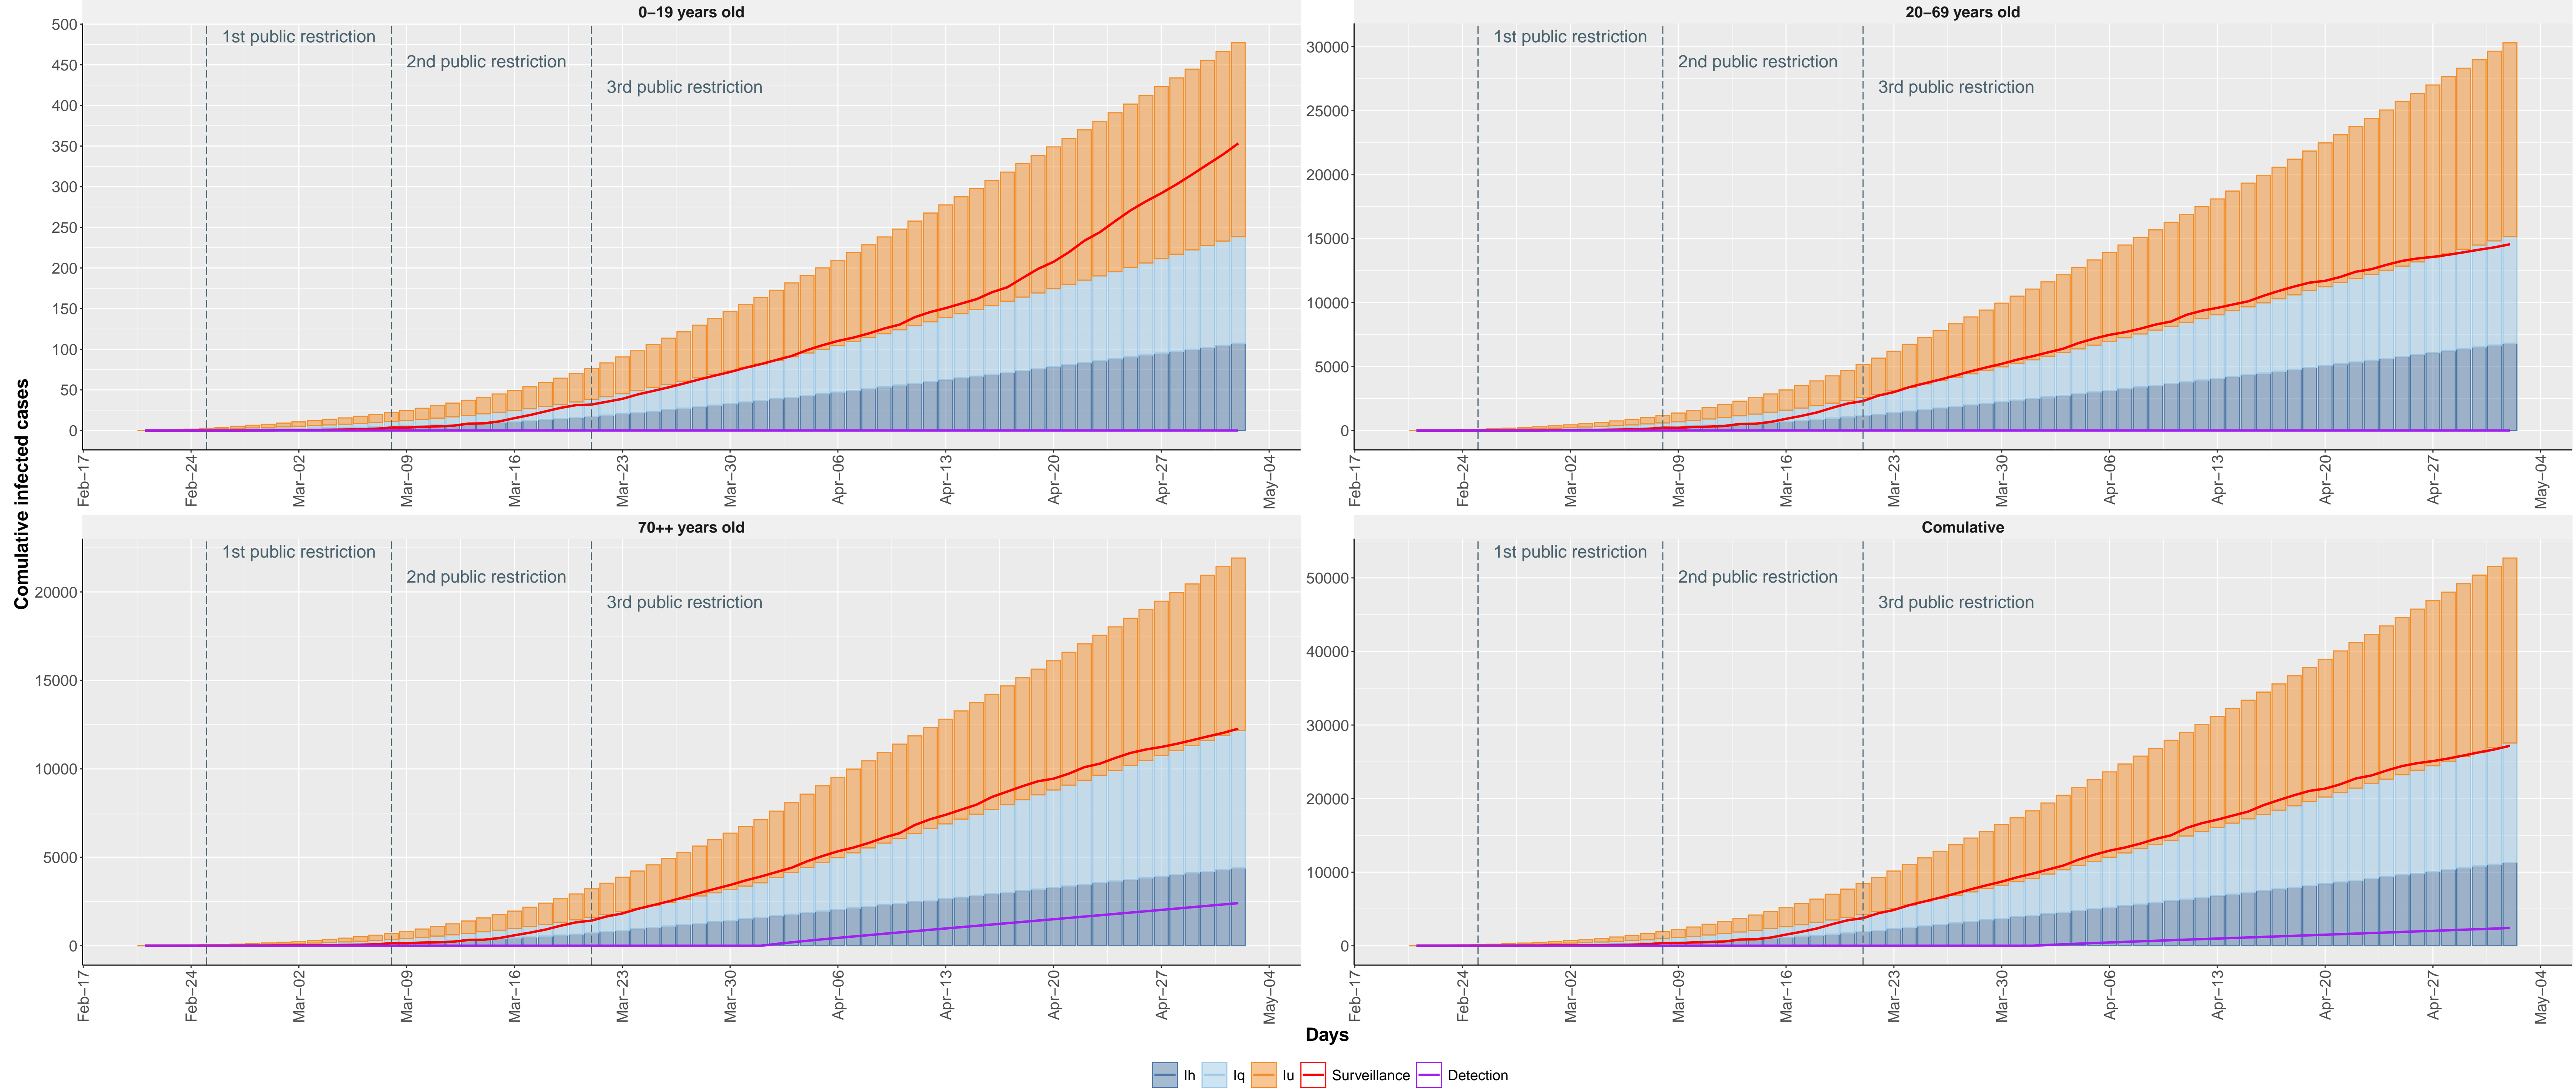 0–19 years old
20–69 years old
500
450
400
350
300
250
200
150
100
50
0
1st public restriction
2nd public restriction
3rd public restriction
Feb–17
Feb–24
Mar–02
Mar–09
Mar–16
Mar–23
Mar–30
Apr–06
Apr–13
Apr–20
Apr–27
May–04
30000
25000
20000
15000
10000
5000
0
1st public restriction
2nd public restriction
3rd public restriction
Feb–17
Feb–24
Mar–02
Mar–09
Mar–16
Mar–23
Mar–30
Apr–06
Apr–13
Apr–20
Apr–27
May–04
Comulative infected cases
70++ years old
Comulative
20000
15000
10000
5000
0
1st public restriction
2nd public restriction
3rd public restriction
Feb–17
Feb–24
Mar–02
Mar–09
Mar–16
Mar–23
Mar–30
Apr–06
Apr–13
Apr–20
Apr–27
May–04
50000
40000
30000
20000
10000
0
1st public restriction
2nd public restriction
3rd public restriction
Feb–17
Feb–24
Mar–02
Mar–09
Mar–16
Mar–23
Mar–30
Apr–06
Apr–13
Apr–20
Apr–27
May–04
Days
Ih Iq Iu Surveillance Detection